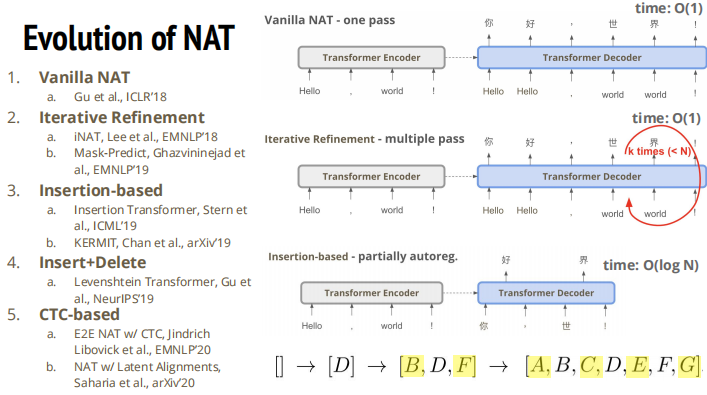 Evolution of NAT
1. Vanilla NAT
a. Gu et al., ICLR’18
2. Iterative Refinement
a. iNAT, Lee et al., EMNLP’18
b. Mask-Predict, Ghazvininejad et
al., EMNLP’19
3. Insertion-based
a. Insertion Transformer, Stern et
al., ICML’19
b. KERMIT, Chan et al., arXiv’19
4. Insert+Delete
a. Levenshtein Transformer, Gu et
al., NeurIPS’19
5. CTC-based
a. E2E NAT w/ CTC, Jindrich
Libovick et al., EMNLP’20
b. NAT w/ Latent Alignments,
Saharia et al., arXiv’20
Vanilla NAT - one pass
time: O(1)
你 好 , 世 界 !
Transformer Encoder Transformer Decoder
Hello , world ! Hello Hello , world world !
time: O(1)
Iterative Refinement - multiple pass
你 好 , 世 界 !
k times (< N)
Transformer Encoder Transformer Decoder
Hello , world ! Hello Hello , world world !
Insertion-based - partially autoreg.
time: O(log N)
好 界
Transformer Encoder Transformer Decoder
Hello , world ! 你 , 世 !
[] → [D] → [B, D, F] → [A, B, C, D, E, F, G]